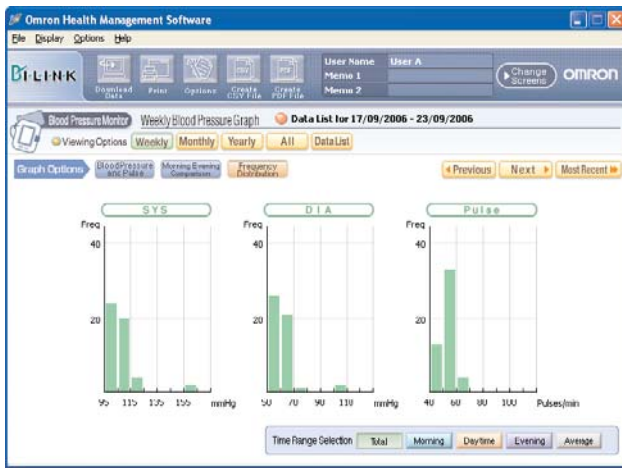 Omron Health Management Software
File Display Options Help
BI-LINK
Download Data
Print
Options
Create CSV File
Create PDF File
User Name User A
Memo 1
Memo 2
Change Screens
OMRON
Blood Pressure Monitor Weekly Blood Pressure Graph Data List for 17/09/2006 - 23/09/2006
Viewing Options Weekly Monthly Yearly All Data List
Graph Options Blood Pressure and Pulse Morning Evening Comparison Frequency Distribution Previous Next Most Recent
SYS DIA Pulse
Freq Freq Freq
40 40 40
20 20 20
95 115 135 155 mmHg 50 70 90 110 mmHg 40 60 80 100 Pulses/min
Time Range Selection Total Morning Daytime Evening Average